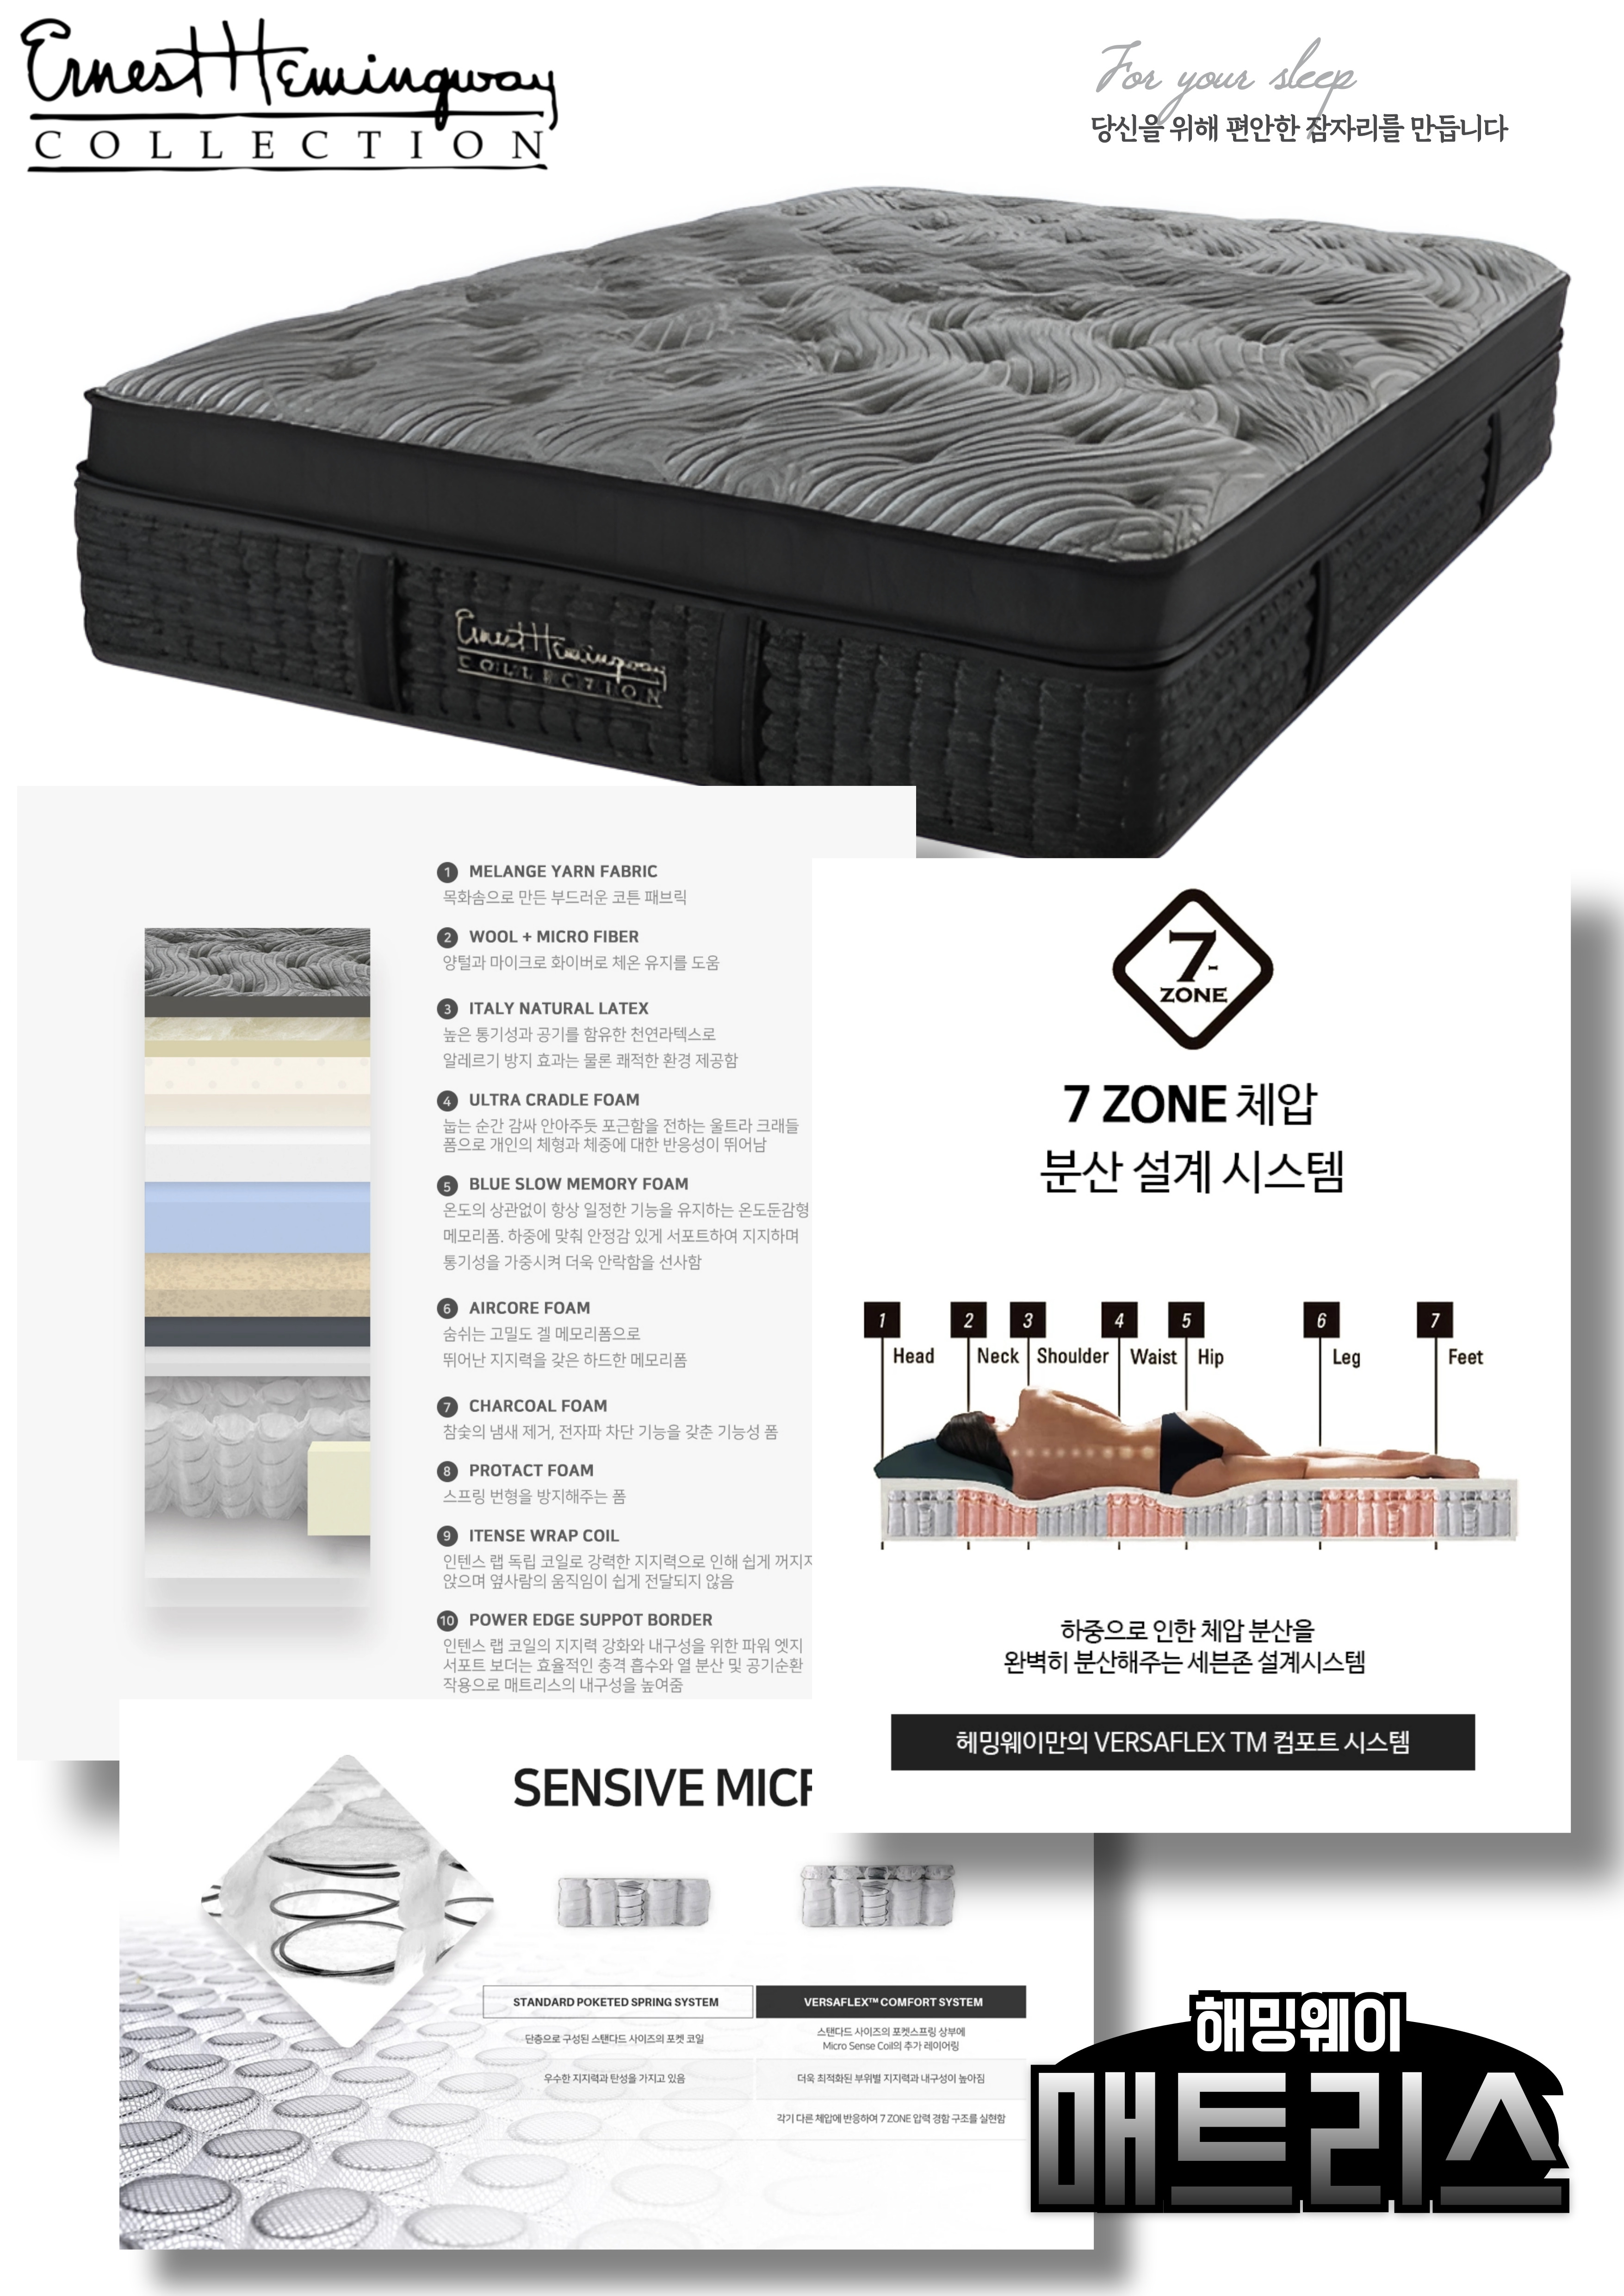 Ernest Hemingway
COLLECTION
For your sleep
당신을 위해 편안한 잠자리를 만듭니다
Ernest Hemingway
COLLECTION
1 MELANGE YARN FABRIC
목화솜으로 만든 부드러운 코튼 패브릭
2 WOOL + MICRO FIBER
양털과 마이크로 화이버로 체온 유지를 도움
3 ITALY NATURAL LATEX
높은 통기성과 공기를 함유한 천연라텍스로
알레르기 방지 효과는 물론 쾌적한 환경 제공함
4 ULTRA CRADLE FOAM
눕는 순간 감싸 안아주듯 포근함을 전하는 울트라 크래들
폼으로 개인의 체형과 체중에 대한 반응성이 뛰어남
5 BLUE SLOW MEMORY FOAM
온도의 상관없이 항상 일정한 기능을 유지하는 온도둔감형
메모리폼. 하중에 맞춰 안정감 있게 서포트하여 지지하며
통기성을 가중시켜 더욱 안락함을 선사함
6 AIRCORE FOAM
숨쉬는 고밀도 겔 메모리폼으로
뛰어난 지지력을 갖은 하드한 메모리폼
7 CHARCOAL FOAM
참숯의 냄새 제거, 전자파 차단 기능을 갖춘 기능성 폼
8 PROTACT FOAM
스프링 변형을 방지해주는 폼
9 ITENSE WRAP COIL
인텐스 랩 독립 코일로 강력한 지지력으로 인해 쉽게 꺼지지
않으며 옆사람의 움직임이 쉽게 전달되지 않음
10 POWER EDGE SUPPOT BORDER
인텐스 랩 코일의 지지력 강화와 내구성을 위한 파워 엣지
서포트 보더는 효율적인 충격 흡수와 열 분산 및 공기순환
작용으로 매트리스의 내구성을 높여줌
7-
ZONE
7 ZONE 체압
분산 설계 시스템
1 2 3 4 5 6 7
Head Neck Shoulder Waist Hip Leg Feet
하중으로 인한 체압 분산을
완벽히 분산해주는 세븐존 설계시스템
헤밍웨이만의 VERSAFLEX TM 컴포트 시스템
SENSIVE MICR
STANDARD POKETED SPRING SYSTEM
단층으로 구성된 스탠다드 사이즈의 포켓 코일
우수한 지지력과 탄성을 가지고 있음
VERSAFLEX™ COMFORT SYSTEM
스탠다드 사이즈의 포켓스프링 상부에
Micro Sense Coil의 추가 레이어링
더욱 최적화된 부위별 지지력과 내구성이 높아짐
각기 다른 체압에 반응하여 7 ZONE 압력 경함 구조를 실현함
해밍웨이
매트리스